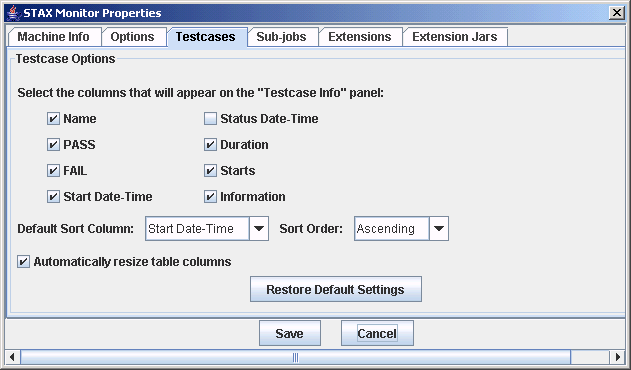 STAX Monitor Properties
Machine Info Options Testcases Sub-jobs Extensions Extension Jars
Testcase Options
Select the columns that will appear on the "Testcase Info" panel:
Name Status Date-Time
PASS Duration
FAIL Starts
Start Date-Time Information
Default Sort Column: Start Date-Time Sort Order: Ascending
Automatically resize table columns
Restore Default Settings
Save Cancel